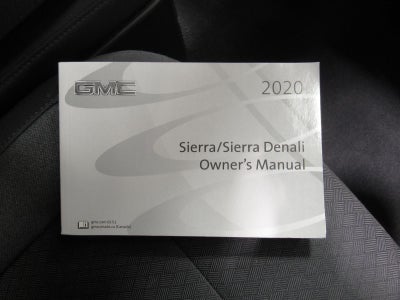 GMC
2020
Sierra/Sierra Denali
Owner's Manual